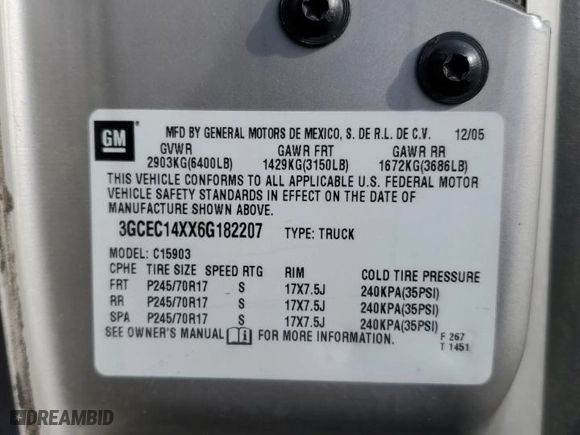 GM
MFD BY GENERAL MOTORS DE MEXICO, S. DE R.L. DE C.V. 12/05
GVWR GAWR FRT GAWR RR
2903KG(6400LB) 1429KG(3150LB) 1672KG(3686LB)
THIS VEHICLE CONFORMS TO ALL APPLICABLE U.S. FEDERAL MOTOR
VEHICLE SAFETY STANDARDS IN EFFECT ON THE DATE OF
MANUFACTURE SHOWN ABOVE.
3GCEC14XX6G182207 TYPE: TRUCK
MODEL: C15903
CPHE TIRE SIZE SPEED RTG RIM COLD TIRE PRESSURE
FRT P245/70R17 S 17X7.5J 240KPA(35PSI)
RR P245/70R17 S 17X7.5J 240KPA(35PSI)
SPA P245/70R17 S 17X7.5J 240KPA(35PSI)
SEE OWNER'S MANUAL FOR MORE INFORMATION.
F 267
T 1451
DREAMBID